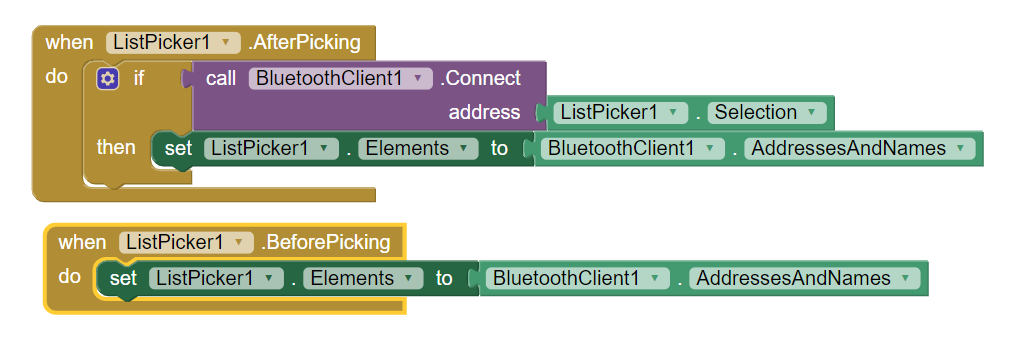 when ListPicker1 .AfterPicking
do if call BluetoothClient1 .Connect
address ListPicker1 . Selection
then set ListPicker1 . Elements to BluetoothClient1 . AddressesAndNames
when ListPicker1 .BeforePicking
do set ListPicker1 . Elements to BluetoothClient1 . AddressesAndNames